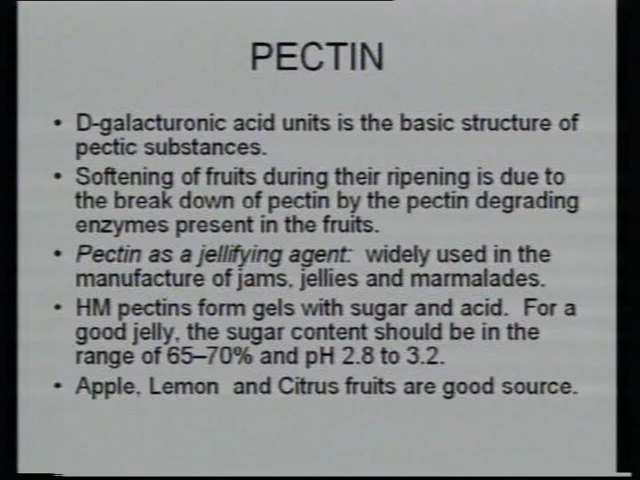 PECTIN
• D-galacturonic acid units is the basic structure of
pectic substances.
• Softening of fruits during their ripening is due to
the break down of pectin by the pectin degrading
enzymes present in the fruits.
• Pectin as a jellifying agent: widely used in the
manufacture of jams, jellies and marmalades.
• HM pectins form gels with sugar and acid. For a
good jelly, the sugar content should be in the
range of 65–70% and pH 2.8 to 3.2.
• Apple, Lemon and Citrus fruits are good source.